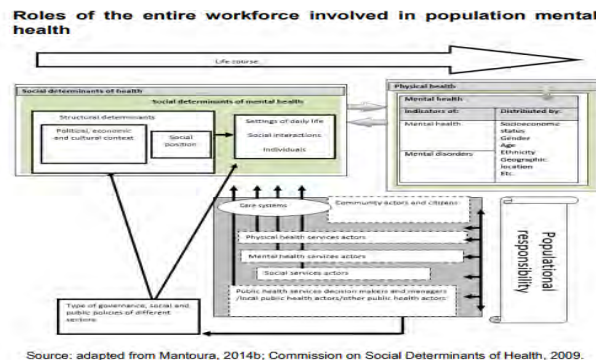 Roles of the entire workforce involved in population mental
health
Life course
Social determinants of health
Social determinants of mental health
Structural determinants
Political, economic
and cultural context
Social
position
Settings of daily life
Social interactions
Individuals
Physical health
Mental health
Indicators of:
Distributed by:
Mental health
Mental disorders
Socioeconomic
status
Gender
Age
Ethnicity
Geographic
location
Etc.
Care systems
Community actors and citizens
Physical health services actors
Mental health services actors
Social services actors
Public health services decision makers and managers
/local public health actors/other public health actors
Populational
responsibility
Type of governance, social and
public policies of different
sectors
Source: adapted from Mantoura, 2014b; Commission on Social Determinants of Health, 2009.